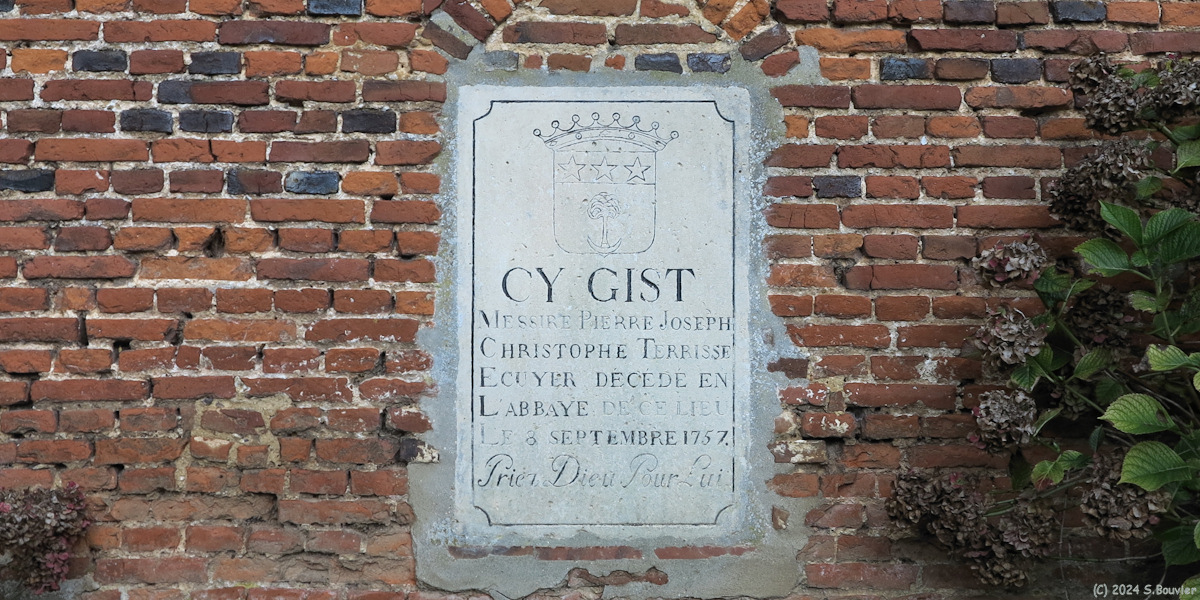 CY GIST
MESSIRE PIERRE JOSEPH
CHRISTOPHE TERRISSE
ECUYER DECEDE EN
L'ABBAYE DE CE LIEU
LE 8 SEPTEMBRE 1757.
Priez Dieu Pour Lui.
(C) 2024 S.Bouvier